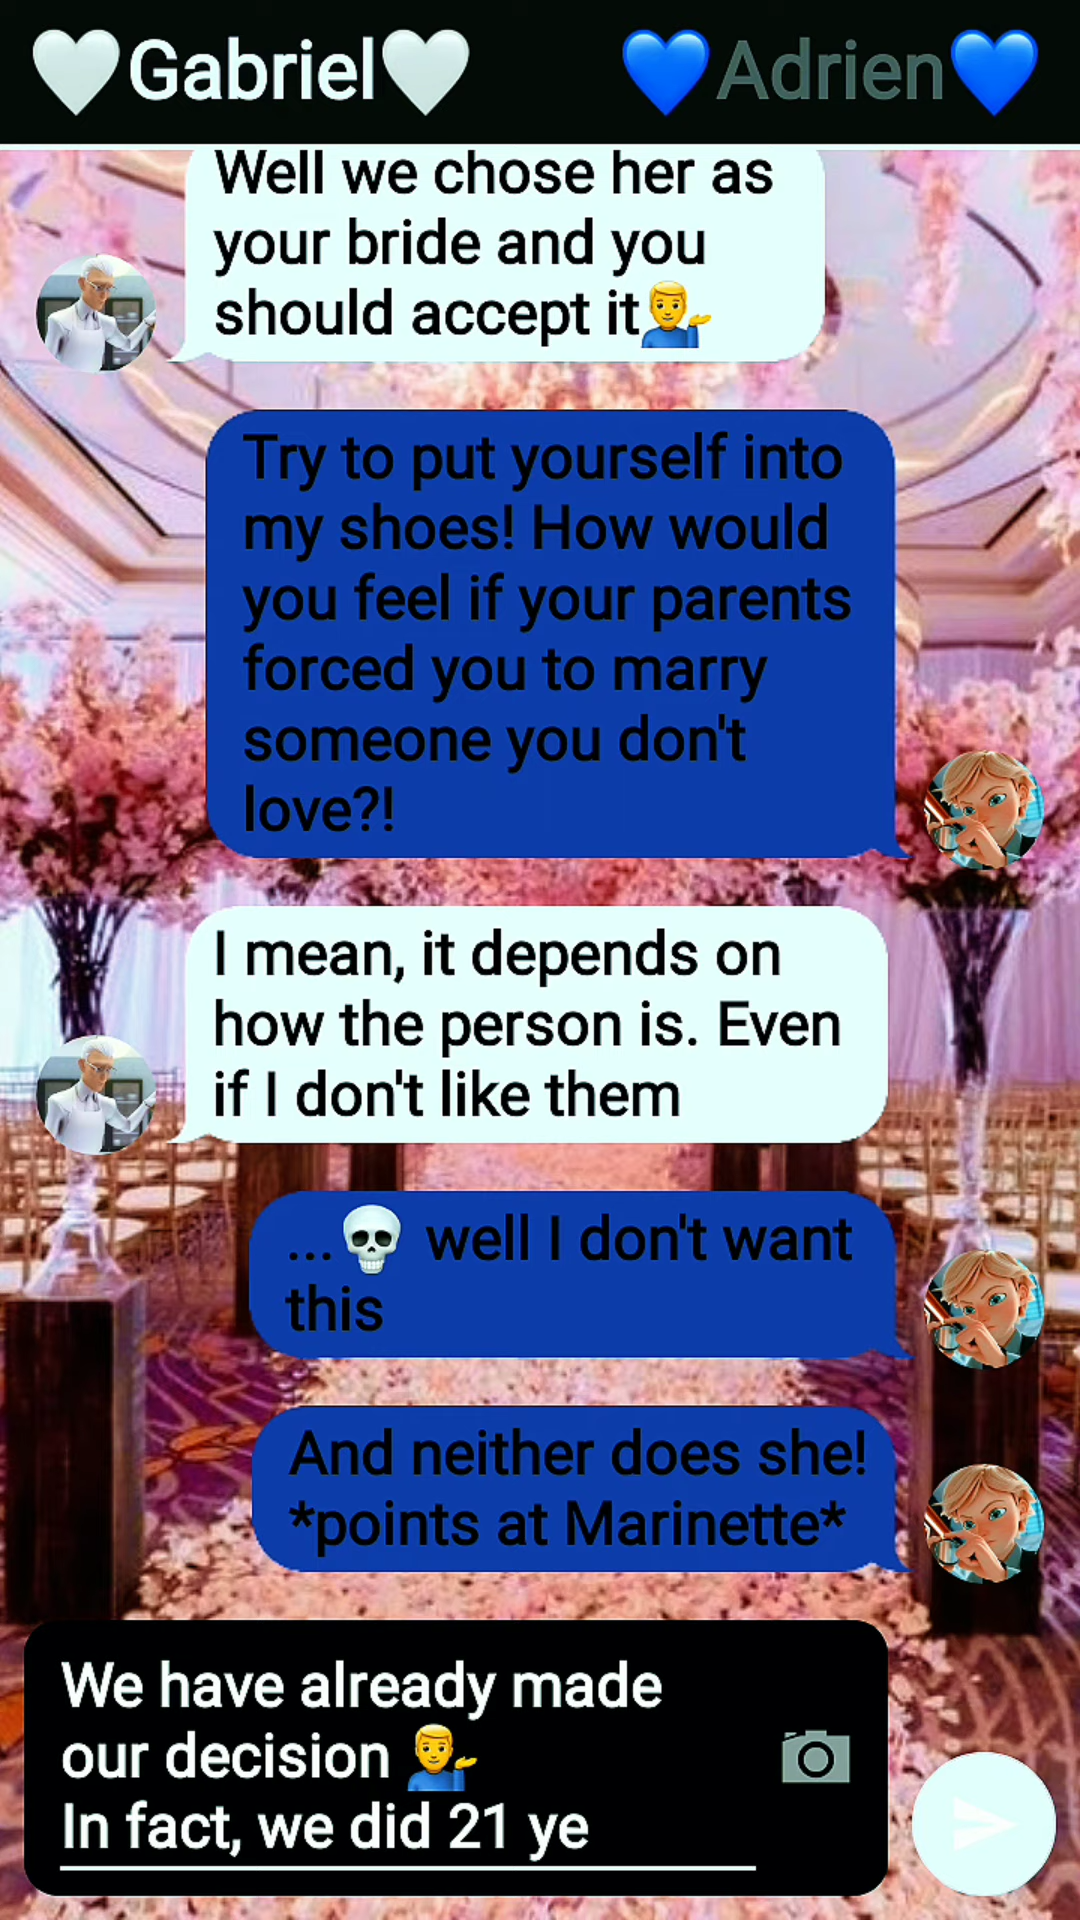 🤍Gabriel🤍 💙Adrien💙
Well we chose her as
your bride and you
should accept it💁‍♂️
Try to put yourself into
my shoes! How would
you feel if your parents
forced you to marry
someone you don't
love?!
I mean, it depends on
how the person is. Even
if I don't like them
...💀 well I don't want
this
And neither does she!
*points at Marinette*
We have already made
our decision 💁‍♂️
In fact, we did 21 ye